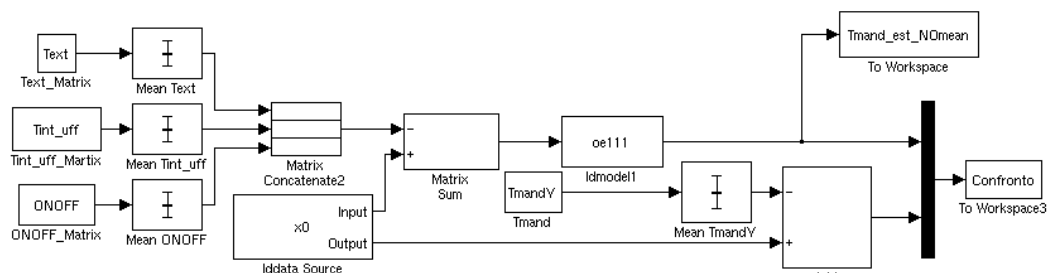 Text
Text_Matrix
Mean Text
Tint_uff
Tint_uff_Martix
Mean Tint_uff
ONOFF
ONOFF_Matrix
Mean ONOFF
Matrix
Concatenate2
x0
Input
Output
Iddata Source
−
+
Matrix
Sum
oe111
Idmodel1
TmandY
Tmand
Mean TmandY
−
+
Tmand_est_NOmean
To Workspace
Confronto
To Workspace3